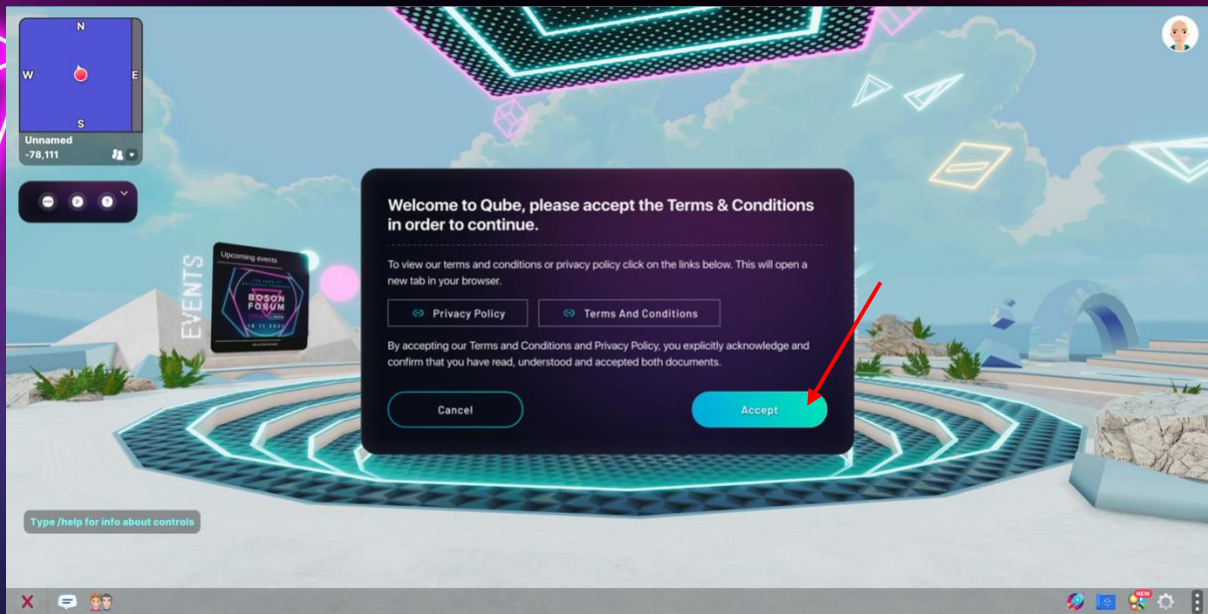 N
W E
S
Unnamed
-78,111
EVENTS
Upcoming events
BOSON
FORUM
Welcome to Qube, please accept the Terms & Conditions
in order to continue.
To view our terms and conditions or privacy policy click on the links below. This will open a
new tab in your browser.
Privacy Policy Terms And Conditions
By accepting our Terms and Conditions and Privacy Policy, you explicitly acknowledge and
confirm that you have read, understood and accepted both documents.
Cancel Accept
Type /help for info about controls
NEW